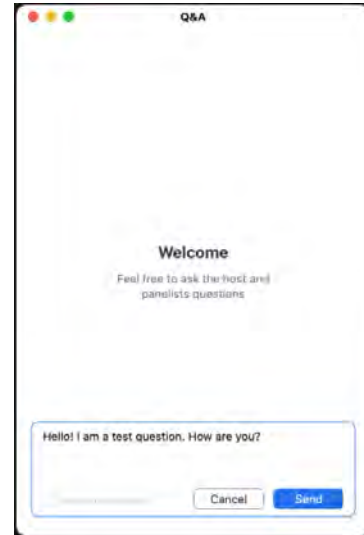 Q&A
Welcome
Feel free to ask the host and
panelists questions
Hello! I am a test question. How are you?
Cancel
Send